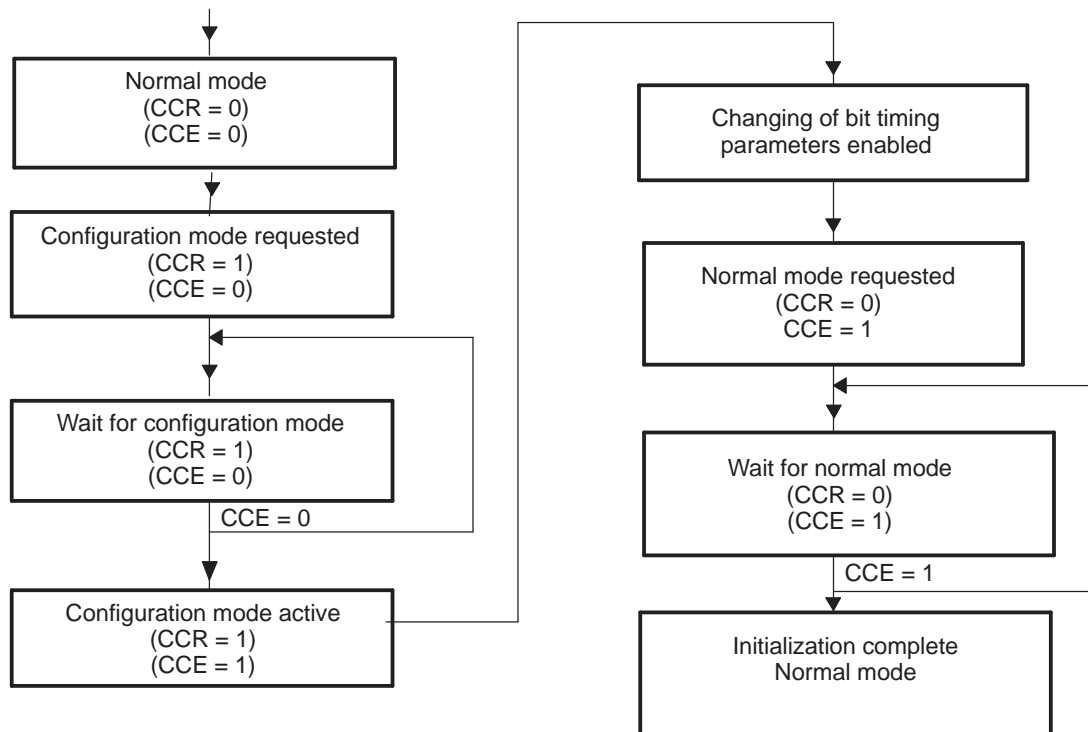 Normal mode
(CCR = 0)
(CCE = 0)
Configuration mode requested
(CCR = 1)
(CCE = 0)
Wait for configuration mode
(CCR = 1)
(CCE = 0)
CCE = 0
Configuration mode active
(CCR = 1)
(CCE = 1)
Changing of bit timing
parameters enabled
Normal mode requested
(CCR = 0)
CCE = 1
Wait for normal mode
(CCR = 0)
(CCE = 1)
CCE = 1
Initialization complete
Normal mode